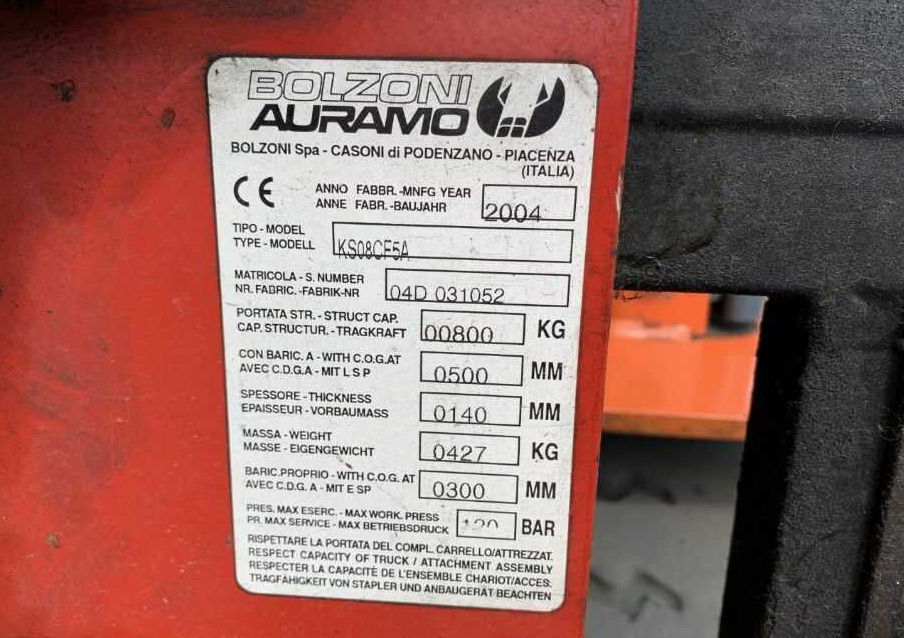 BOLZONI
AURAMO
BOLZONI Spa - CASONI di PODENZANO - PIACENZA
(ITALIA)
CE
ANNO FABBR.-MNFG YEAR
ANNE FABR.-BAUJAHR
2004
TIPO - MODEL
TYPE - MODELL
KS08CF5A
MATRICOLA - S. NUMBER
NR. FABRIC. -FABRIK-NR
04D 031052
PORTATA STR. - STRUCT CAP.
CAP. STRUCTUR. - TRAGKRAFT
00800 KG
CON BARIC. A - WITH C.O.G.AT
AVEC C.D.G.A - MIT L S P
0500 MM
SPESSORE - THICKNESS
EPAISSEUR - VORBAUMASS
0140 MM
MASSA - WEIGHT
MASSE - EIGENGEWICHT
0427 KG
BARIC.PROPRIO - WITH C.O.G. AT
AVEC C.D.G. A - MIT E SP
0300 MM
PRES. MAX ESERC. - MAX WORK. PRESS
PR. MAX SERVICE - MAX BETRIEBSDRUCK
BAR
RISPETTARE LA PORTATA DEL COMPL. CARRELLO/ATTREZZAT.
RESPECT CAPACITY OF TRUCK / ATTACHMENT ASSEMBLY
RESPECTER LA CAPACITÈ DE L'ENSEMBLE CHARIOT/ACCES.
TRAGFÄHIGKEIT VON STAPLER UND ANBAUGERÄT BEACHTEN